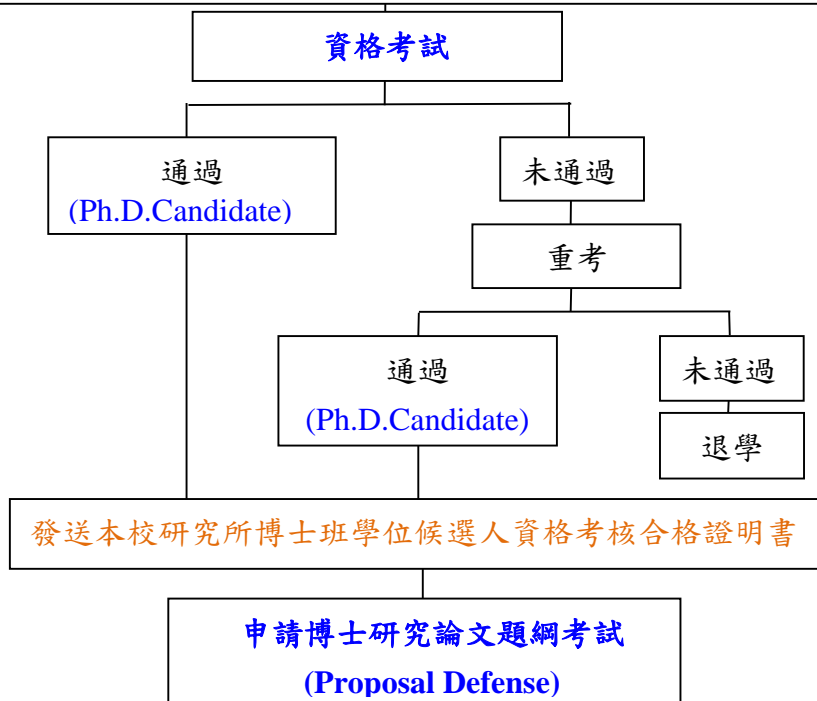 資格考試
通過
(Ph.D.Candidate)
未通過
重考
通過
(Ph.D.Candidate)
未通過
退學
發送本校研究所博士班學位候選人資格考核合格證明書
申請博士研究論文題綱考試
(Proposal Defense)